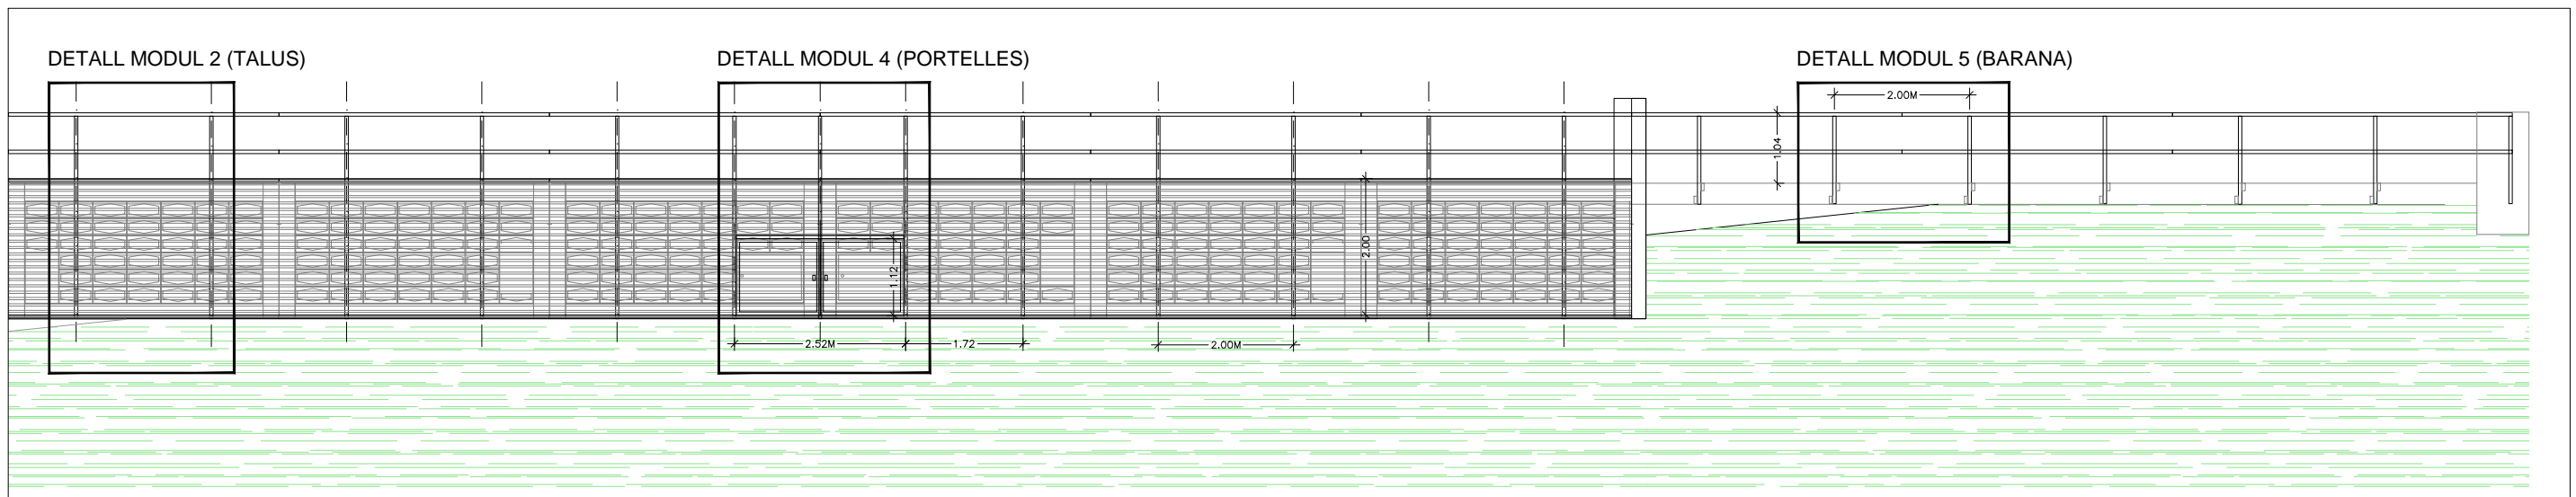 DETALL MODUL 2 (TALUS)
DETALL MODUL 4 (PORTELLES)
DETALL MODUL 5 (BARANA)
2.00M
1.04
2.00
1.12
2.52M
1.72
2.00M